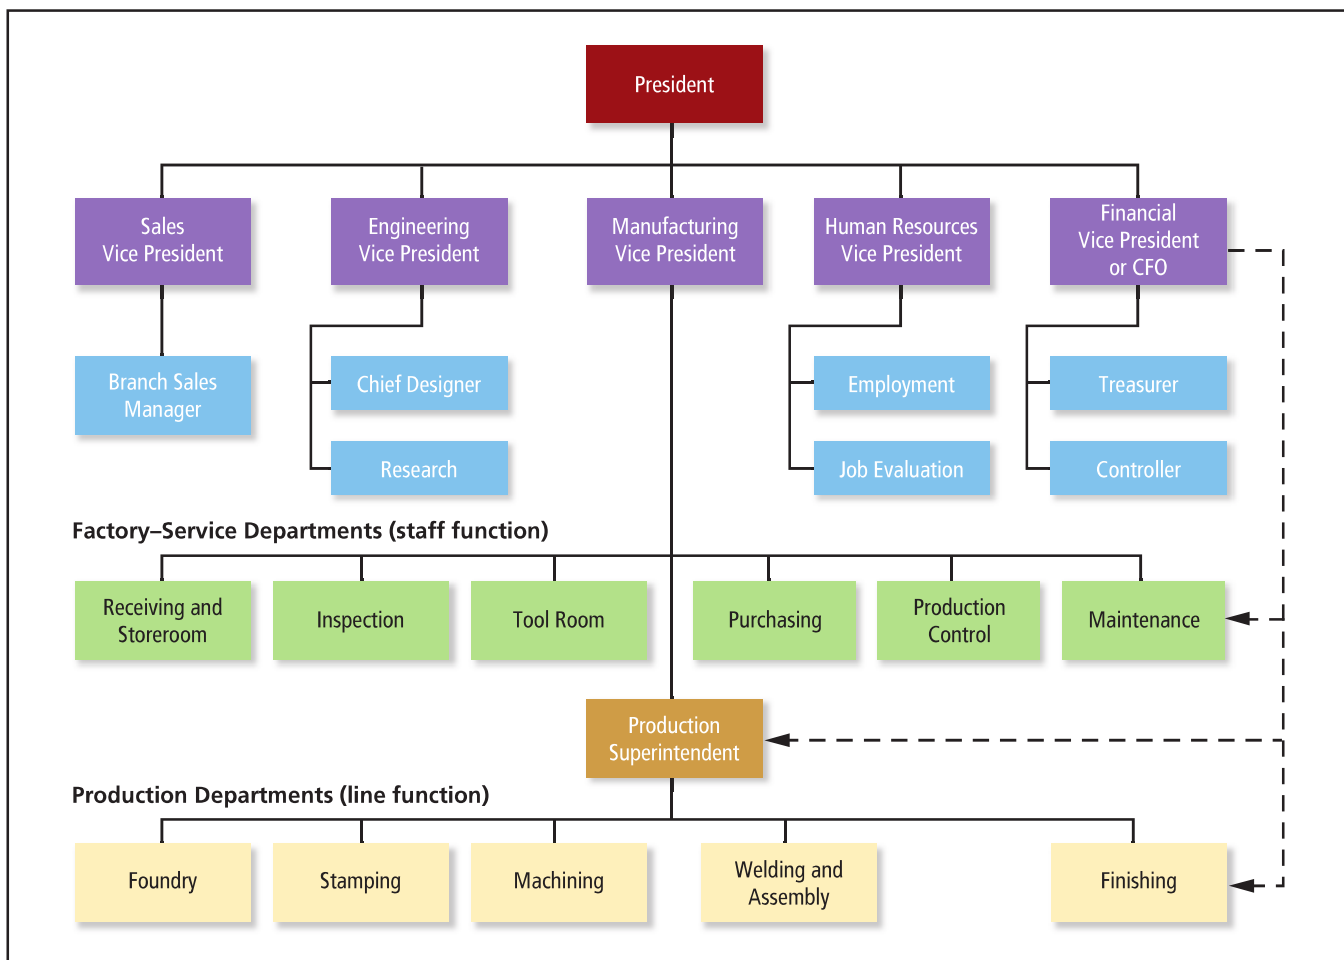 President
Sales
Vice President
Engineering
Vice President
Manufacturing
Vice President
Human Resources
Vice President
Financial
Vice President
or CFO
Branch Sales
Manager
Chief Designer
Employment
Treasurer
Research
Job Evaluation
Controller
Factory–Service Departments (staff function)
Receiving and
Storeroom
Inspection
Tool Room
Purchasing
Production
Control
Maintenance
Production
Superintendent
Production Departments (line function)
Foundry
Stamping
Machining
Welding and
Assembly
Finishing